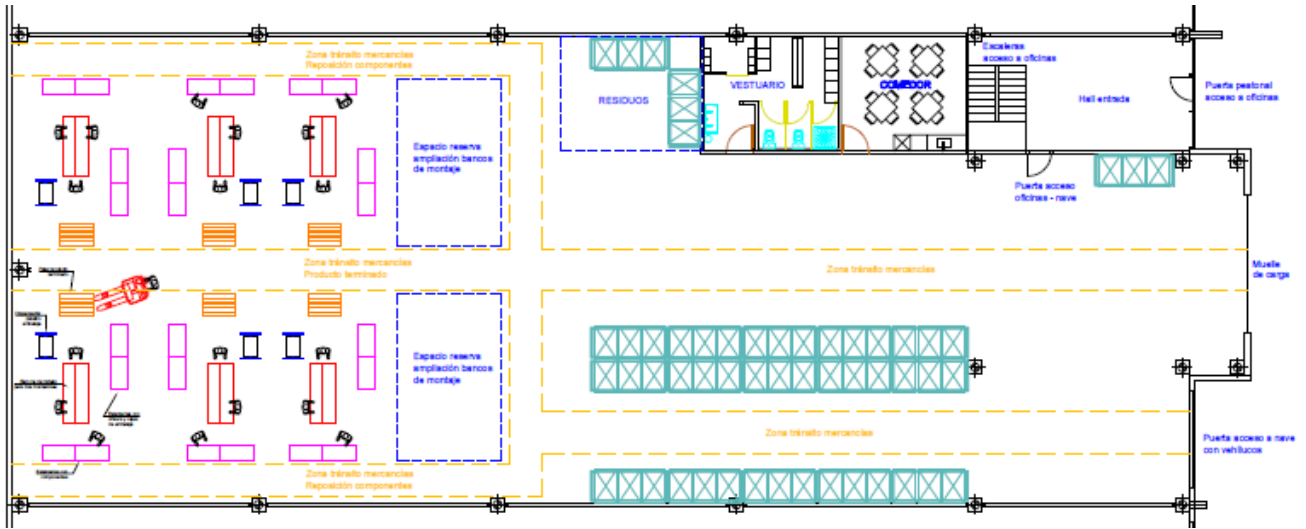 Zona tránsito mercancías
Reposición componentes
Escaleras
acceso a oficinas
VESTUARIO
COMEDOR
Puerta peatonal
acceso a oficinas
RESIDUOS
Hall entrada
Espacio reserva
ampliación bancos
de montaje
Puerta acceso
oficinas - nave
Zona tránsito mercancías
Producto terminado
Zona tránsito mercancías
Muelle
de carga
Espacio reserva
ampliación bancos
de montaje
Zona tránsito mercancías
Puerta acceso a nave
con vehílucos
Zona tránsito mercancías
Reposición componentes